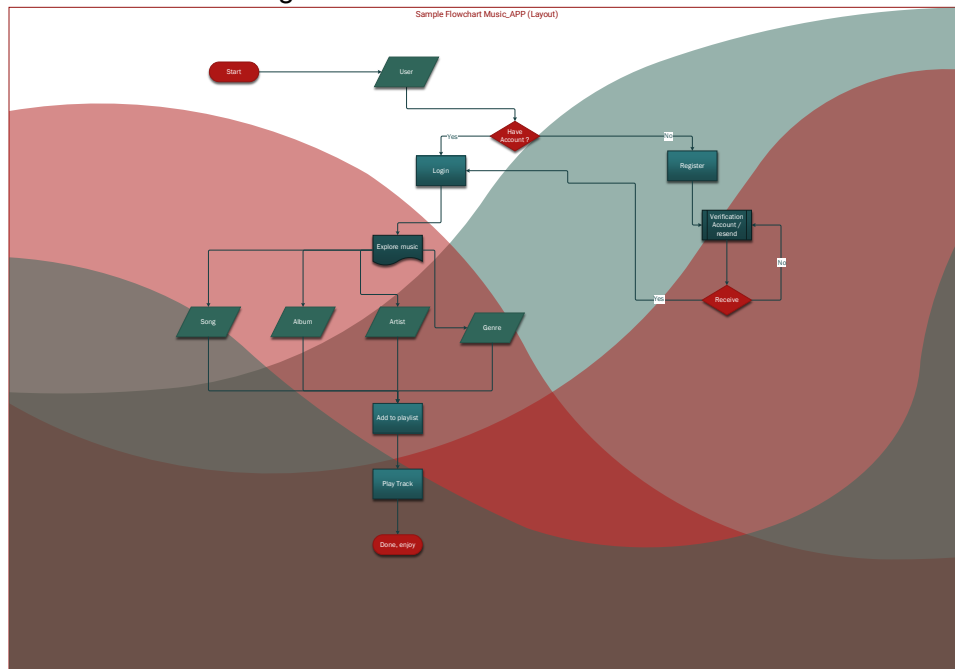 Sample Flowchart Music_APP (Layout)
Start
User
Have
Account ?
Yes
No
Login
Register
Verification
Account /
resend
Explore music
No
Receive
Yes
Song
Album
Artist
Genre
Add to playlist
Play Track
Done, enjoy